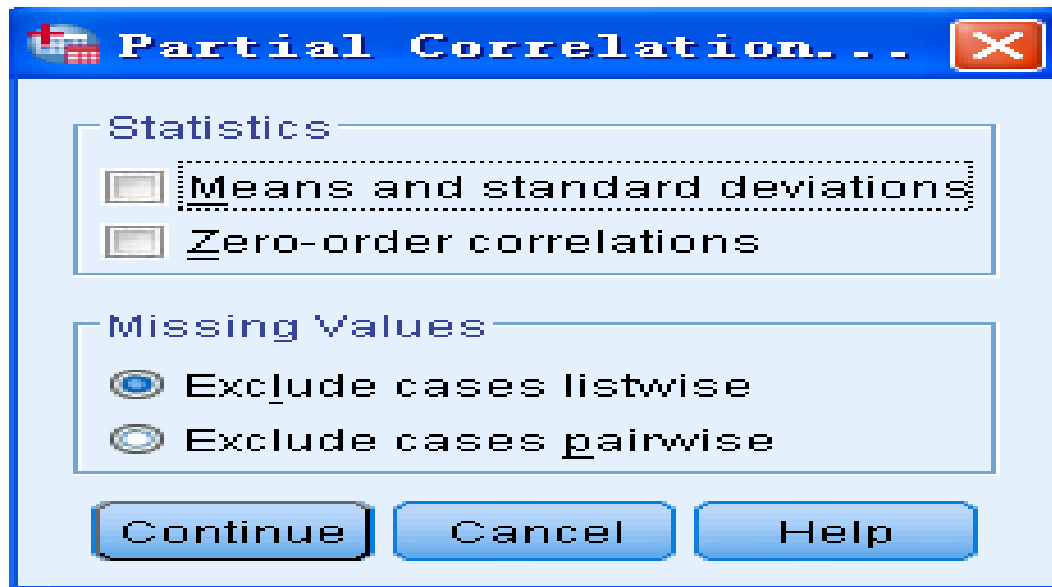 Partial Correlation...
Statistics
Means and standard deviations
Zero-order correlations
Missing Values
Exclude cases listwise
Exclude cases pairwise
Continue Cancel Help